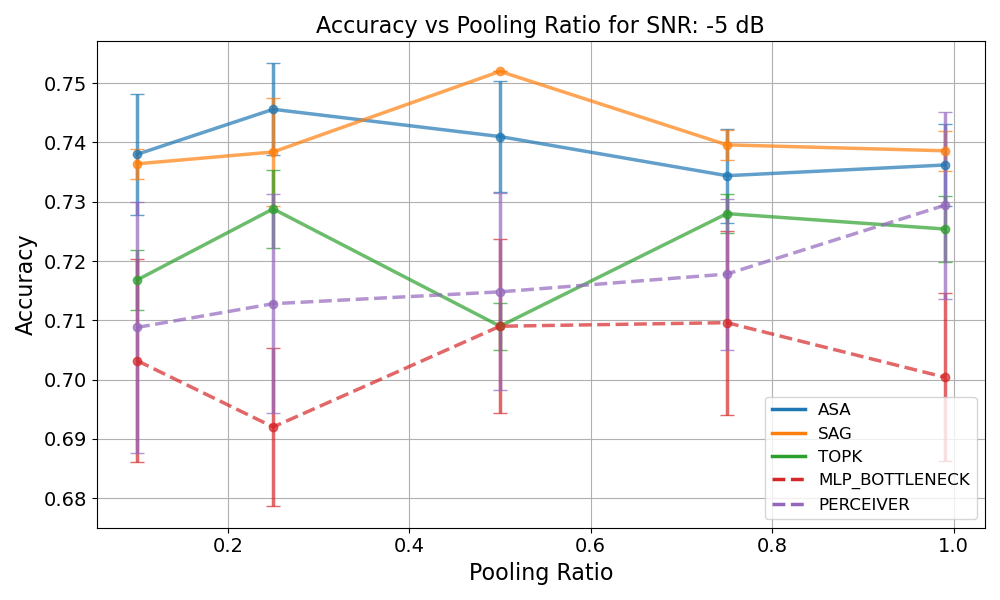 Accuracy vs Pooling Ratio for SNR: -5 dB
Accuracy
0.75
0.74
0.73
0.72
0.71
0.70
0.69
0.68
ASA
SAG
TOPK
MLP_BOTTLENECK
PERCEIVER
0.2
0.4
0.6
0.8
1.0
Pooling Ratio